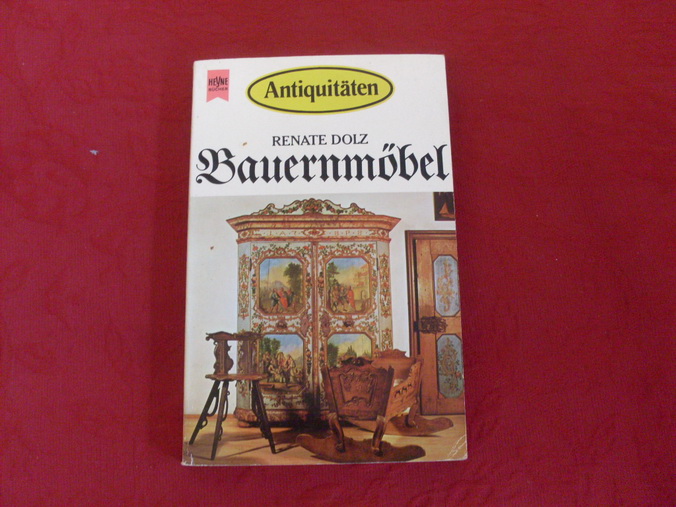 HEYNE
BÜCHER
Antiquitäten
RENATE DOLZ
Bauernmöbel